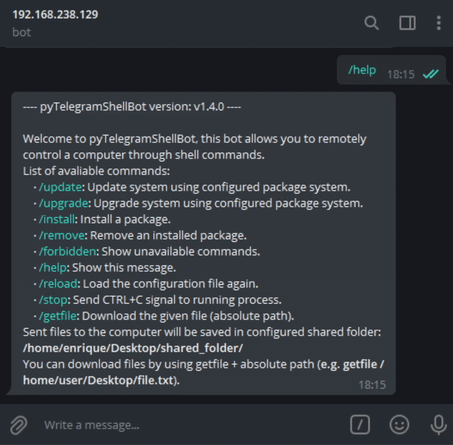 192.168.238.129
bot
/help 18:15
---- pyTelegramShellBot version: v1.4.0 ----
Welcome to pyTelegramShellBot, this bot allows you to remotely
control a computer through shell commands.
List of avaliable commands:
· /update: Update system using configured package system.
· /upgrade: Upgrade system using configured package system.
· /install: Install a package.
· /remove: Remove an installed package.
· /forbidden: Show unavailable commands.
· /help: Show this message.
· /reload: Load the configuration file again.
· /stop: Send CTRL+C signal to running process.
· /getfile: Download the given file (absolute path).
Sent files to the computer will be saved in configured shared folder:
/home/enrique/Desktop/shared_folder/
You can download files by using getfile + absolute path (e.g. getfile /
home/user/Desktop/file.txt).
18:15
Write a message...